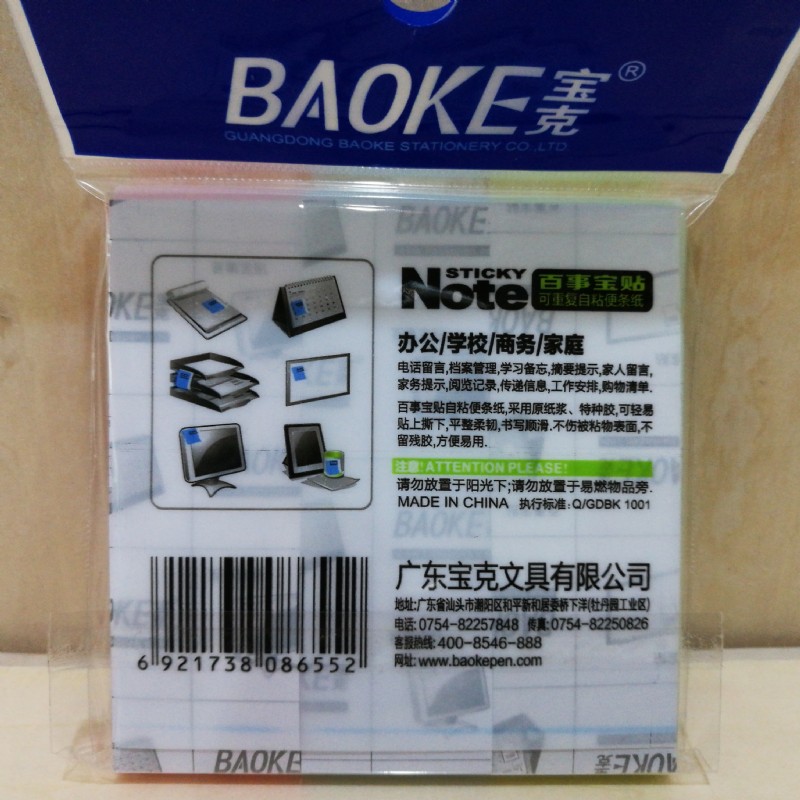 BAOKE 宝克®
GUANGDONG BAOKE STATIONERY CO.,LTD
BAOKE
STICKY
Note 百事宝贴
可重复自粘便条纸
办公/学校/商务/家庭
电话留言,档案管理,学习备忘,摘要提示,家人留言,
家务提示,阅览记录,传递信息,工作安排,购物清单.
百事宝贴自粘便条纸,采用原纸浆、特种胶,可轻易
贴上撕下,平整柔韧,书写顺滑.不伤被粘物表面,不
留残胶,方便易用.
注意! ATTENTION PLEASE!
请勿放置于阳光下;请勿放置于易燃物品旁.
MADE IN CHINA 执行标准: Q/GDBK 1001
广东宝克文具有限公司
地址:广东省汕头市潮阳区和平新和居委桥下洋(牡丹园工业区)
电话: 0754-82257848 传真: 0754-82250826
客服热线: 400-8546-888
网址: www.baokepen.com
6 921738 086552
BAOKE 宝克